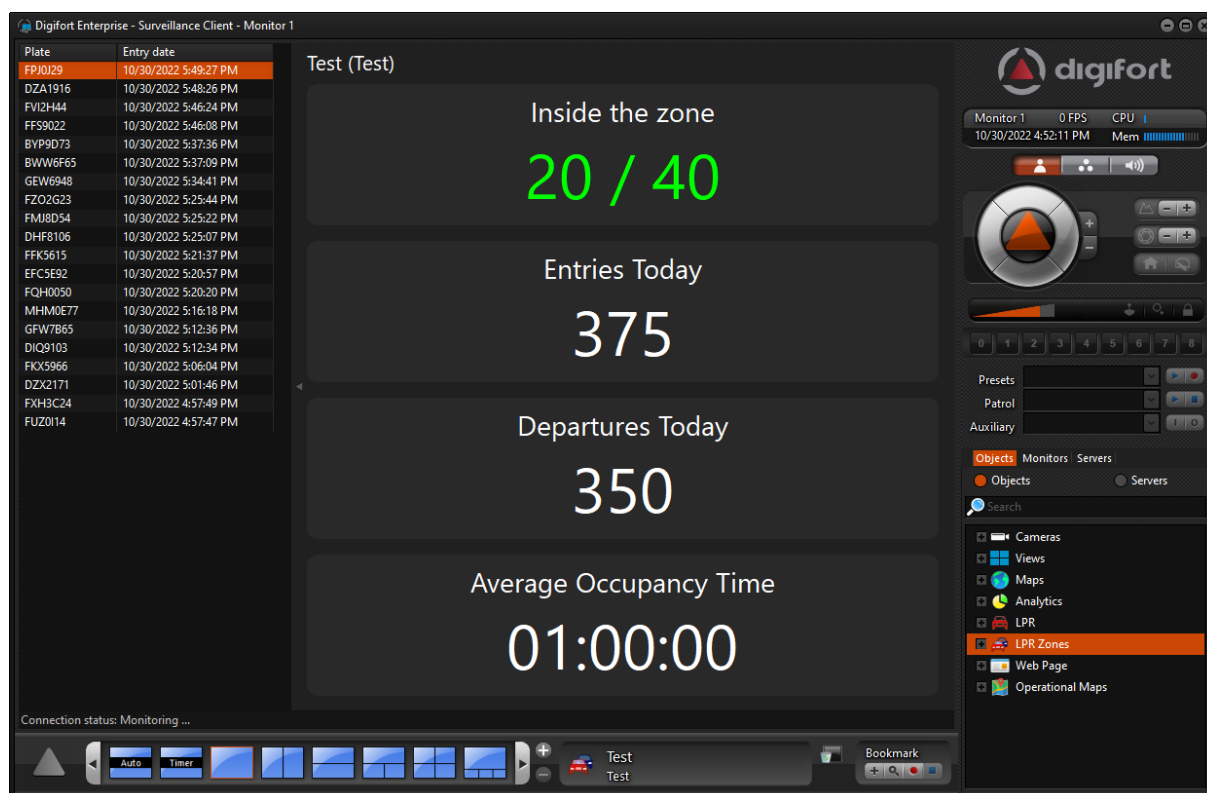 Digifort Enterprise - Surveillance Client - Monitor 1
Plate Entry date
FPJ0J29 10/30/2022 5:49:27 PM
DZA1916 10/30/2022 5:48:26 PM
FVI2H44 10/30/2022 5:46:24 PM
FFS9022 10/30/2022 5:46:08 PM
BYP9D73 10/30/2022 5:37:36 PM
BWW6F65 10/30/2022 5:37:09 PM
GEW6948 10/30/2022 5:34:41 PM
FZO2G23 10/30/2022 5:25:44 PM
FMJ8D54 10/30/2022 5:25:22 PM
DHF8106 10/30/2022 5:25:07 PM
FFK5615 10/30/2022 5:21:37 PM
EFC5E92 10/30/2022 5:20:57 PM
FQH0050 10/30/2022 5:20:20 PM
MHM0E77 10/30/2022 5:16:18 PM
GFW7B65 10/30/2022 5:12:36 PM
DIQ9103 10/30/2022 5:12:34 PM
FKX5966 10/30/2022 5:06:04 PM
DZX2171 10/30/2022 5:01:46 PM
FXH3C24 10/30/2022 4:57:49 PM
FUZ0I14 10/30/2022 4:57:47 PM
Test (Test)
Inside the zone
20 / 40
Entries Today
375
Departures Today
350
Average Occupancy Time
01:00:00
digifort
Monitor 1 0 FPS CPU
10/30/2022 4:52:11 PM Mem
0 1 2 3 4 5 6 7 8
Presets
Patrol
Auxiliary I O
Objects Monitors Servers
Objects Servers
Search
Cameras
Views
Maps
Analytics
LPR
LPR Zones
Web Page
Operational Maps
Connection status: Monitoring ...
Auto Timer
Test
Test
Bookmark